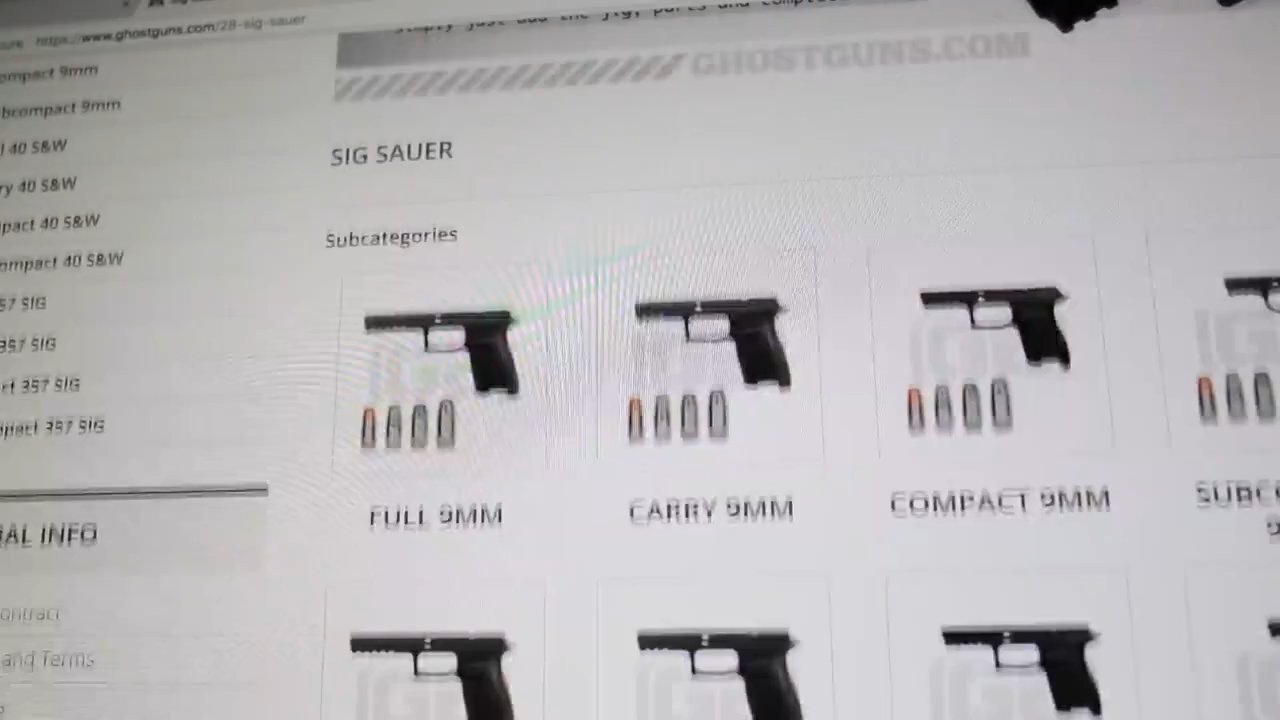 https://www.ghostguns.com/28-sig-sauer
GHOSTGUNS.COM
ompact 9mm
bcompact 9mm
40 S&W
ry 40 S&W
pact 40 S&W
ompact 40 S&W
57 SIG
357 SIG
ct 357 SIG
pact 357 SIG
AL INFO
ontract
and Terms
SIG SAUER
Subcategories
FULL 9MM
CARRY 9MM
COMPACT 9MM
SUBC